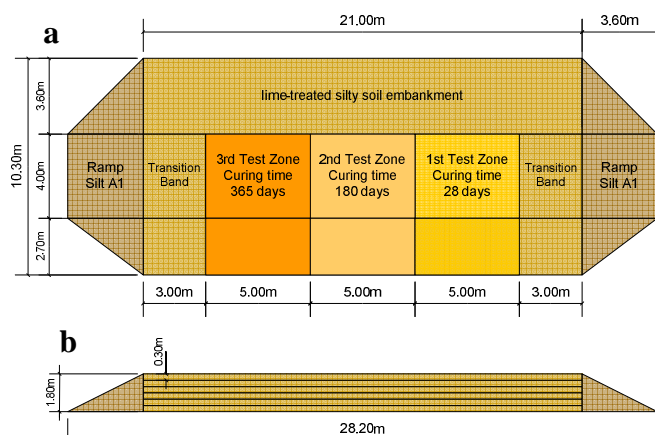 a
21.00m
3.60m
10.30m
3.60m
4.00m
2.70m
lime-treated silty soil embankment
Ramp
Silt A1
Transition
Band
3rd Test Zone
Curing time
365 days
2nd Test Zone
Curing time
180 days
1st Test Zone
Curing time
28 days
Transition
Band
Ramp
Silt A1
3.00m
5.00m
5.00m
5.00m
3.00m
b
0.30m
1.80m
28,20m